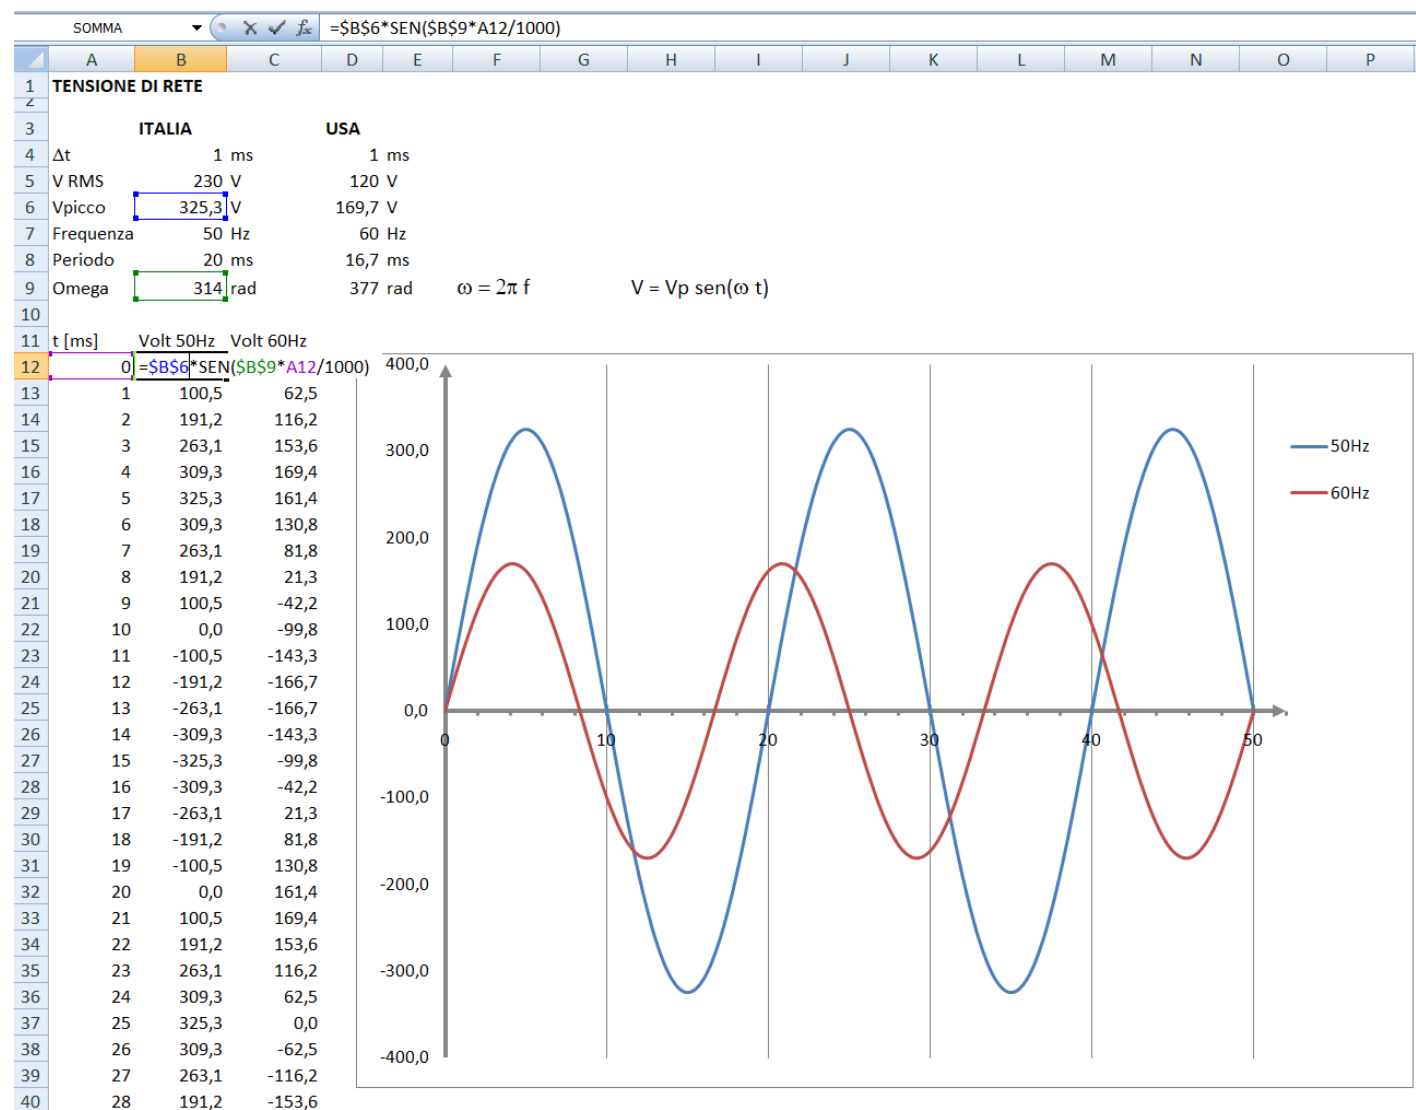 SOMMA fx =$B$6*SEN($B$9*A12/1000)
A B C D E F G H I J K L M N O P
1 TENSIONE DI RETE
2
3 ITALIA USA
4 Δt 1 ms 1 ms
5 V RMS 230 V 120 V
6 Vpicco 325,3 V 169,7 V
7 Frequenza 50 Hz 60 Hz
8 Periodo 20 ms 16,7 ms
9 Omega 314 rad 377 rad ω = 2π f V = Vp sen(ω t)
10
11 t [ms] Volt 50Hz Volt 60Hz
12 0 =$B$6*SEN($B$9*A12/1000)
13 1 100,5 62,5
14 2 191,2 116,2
15 3 263,1 153,6
16 4 309,3 169,4
17 5 325,3 161,4
18 6 309,3 130,8
19 7 263,1 81,8
20 8 191,2 21,3
21 9 100,5 -42,2
22 10 0,0 -99,8
23 11 -100,5 -143,3
24 12 -191,2 -166,7
25 13 -263,1 -166,7
26 14 -309,3 -143,3
27 15 -325,3 -99,8
28 16 -309,3 -42,2
29 17 -263,1 21,3
30 18 -191,2 81,8
31 19 -100,5 130,8
32 20 0,0 161,4
33 21 100,5 169,4
34 22 191,2 153,6
35 23 263,1 116,2
36 24 309,3 62,5
37 25 325,3 0,0
38 26 309,3 -62,5
39 27 263,1 -116,2
40 28 191,2 -153,6
400,0
300,0
200,0
100,0
0,0
-100,0
-200,0
-300,0
-400,0
0 10 20 30 40 50
50Hz
60Hz